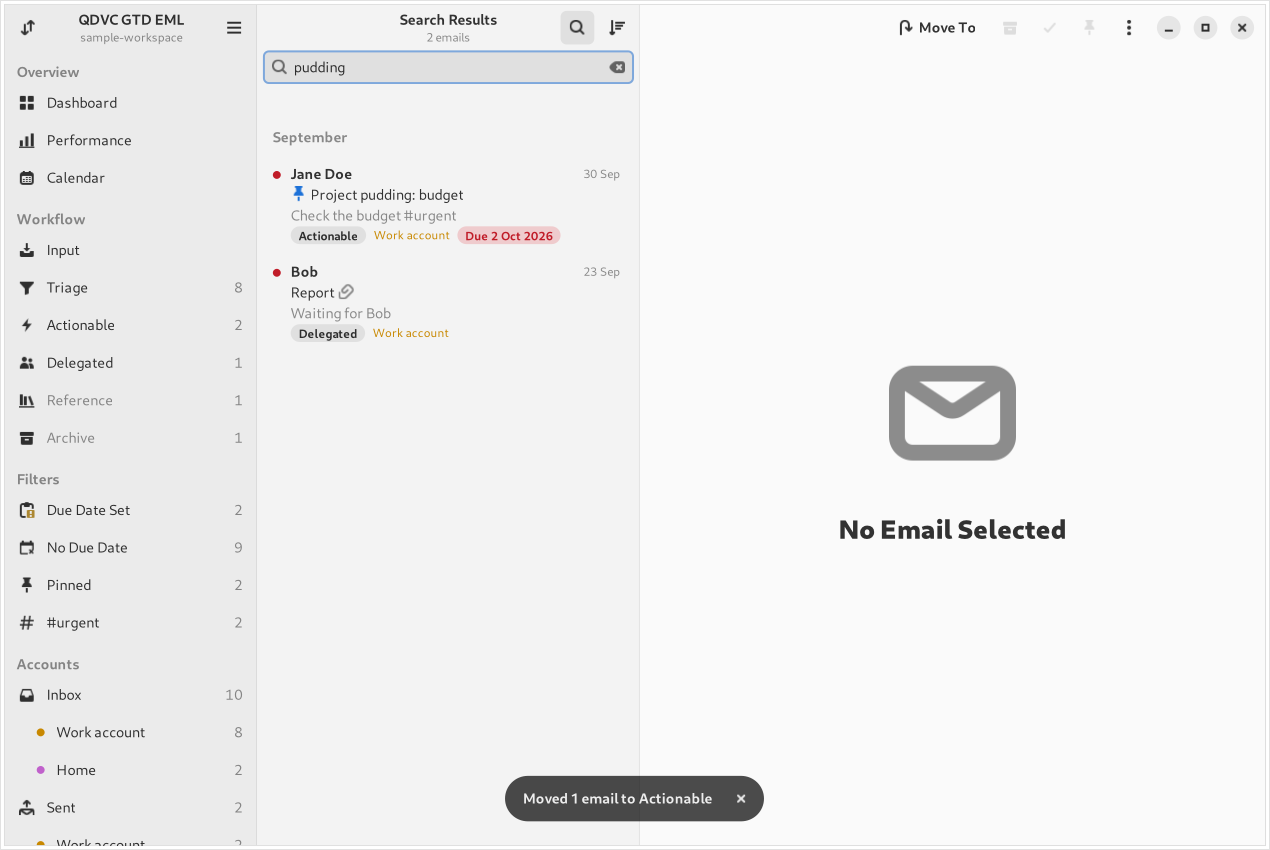 QDVC GTD EML
sample-workspace
Overview
Dashboard
Performance
Calendar
Workflow
Input
Triage 8
Actionable 2
Delegated 1
Reference 1
Archive 1
Filters
Due Date Set 2
No Due Date 9
Pinned 2
#urgent 2
Accounts
Inbox 10
Work account 8
Home 2
Sent 2
Work account 2
Search Results
2 emails
pudding
September
Jane Doe 30 Sep
Project pudding: budget
Check the budget #urgent
Actionable Work account Due 2 Oct 2026
Bob 23 Sep
Report
Waiting for Bob
Delegated Work account
Move To
No Email Selected
Moved 1 email to Actionable